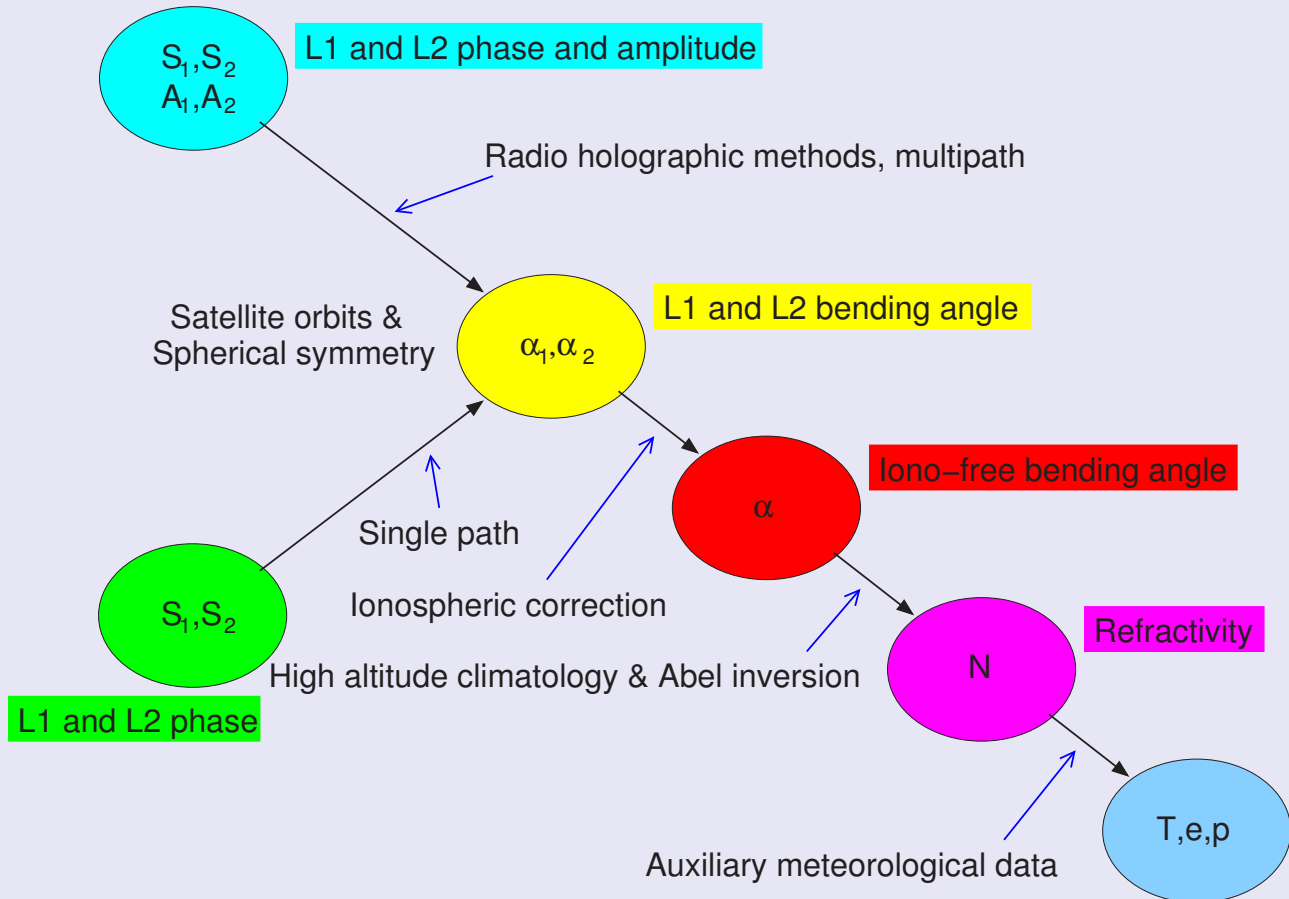 S₁,S₂
A₁,A₂
L1 and L2 phase and amplitude
Radio holographic methods, multipath
Satellite orbits &
Spherical symmetry
α₁,α₂
L1 and L2 bending angle
Single path
S₁,S₂
L1 and L2 phase
Ionospheric correction
α
Iono−free bending angle
High altitude climatology & Abel inversion
N
Refractivity
Auxiliary meteorological data
T,e,p